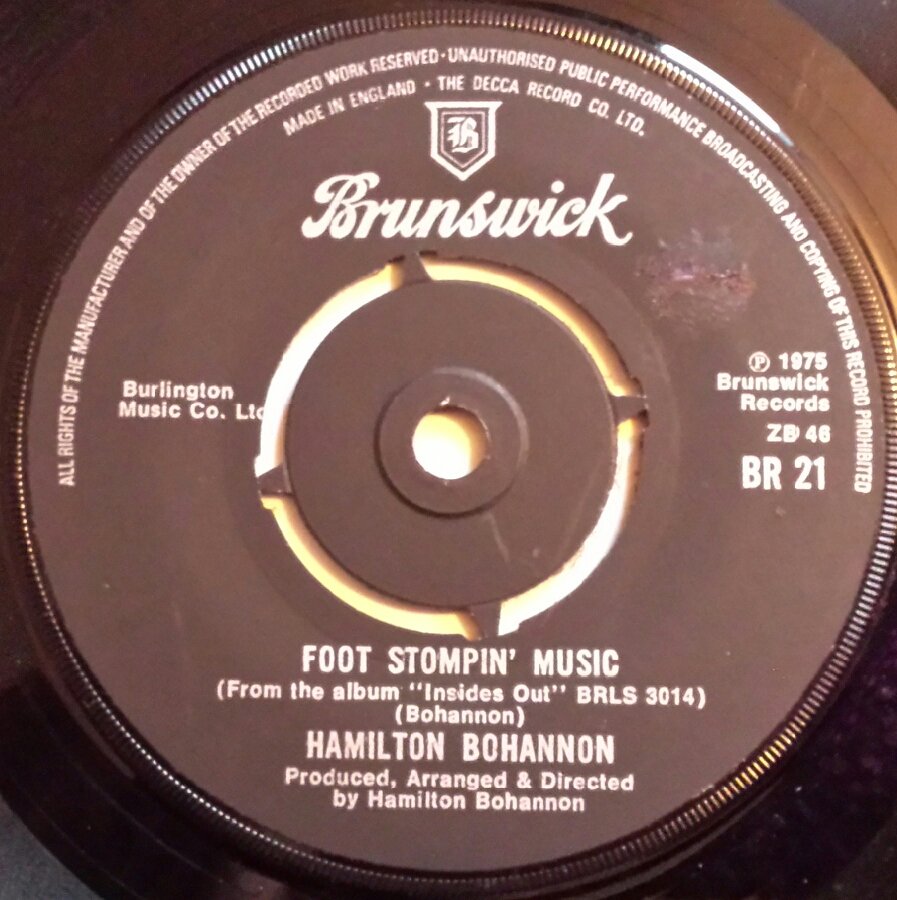 ALL RIGHTS OF THE MANUFACTURER AND OF THE OWNER OF THE RECORDED WORK RESERVED · UNAUTHORISED PUBLIC PERFORMANCE BROADCASTING AND COPYING OF THIS RECORD PROHIBITED
MADE IN ENGLAND · THE DECCA RECORD CO. LTD.
B
Brunswick
Burlington
Music Co. Ltd
℗ 1975
Brunswick
Records
ZB 46
BR 21
FOOT STOMPIN' MUSIC
(From the album "Insides Out" BRLS 3014)
(Bohannon)
HAMILTON BOHANNON
Produced, Arranged & Directed
by Hamilton Bohannon